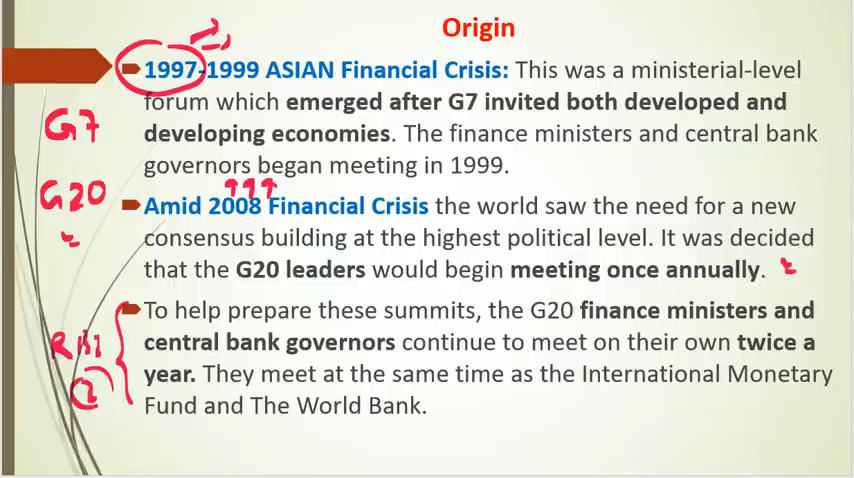 Origin
1997-1999 ASIAN Financial Crisis: This was a ministerial-level
forum which emerged after G7 invited both developed and
developing economies. The finance ministers and central bank
governors began meeting in 1999.
G7
G20
Amid 2008 Financial Crisis the world saw the need for a new
consensus building at the highest political level. It was decided
that the G20 leaders would begin meeting once annually.
To help prepare these summits, the G20 finance ministers and
central bank governors continue to meet on their own twice a
year. They meet at the same time as the International Monetary
Fund and The World Bank.
RBI
2